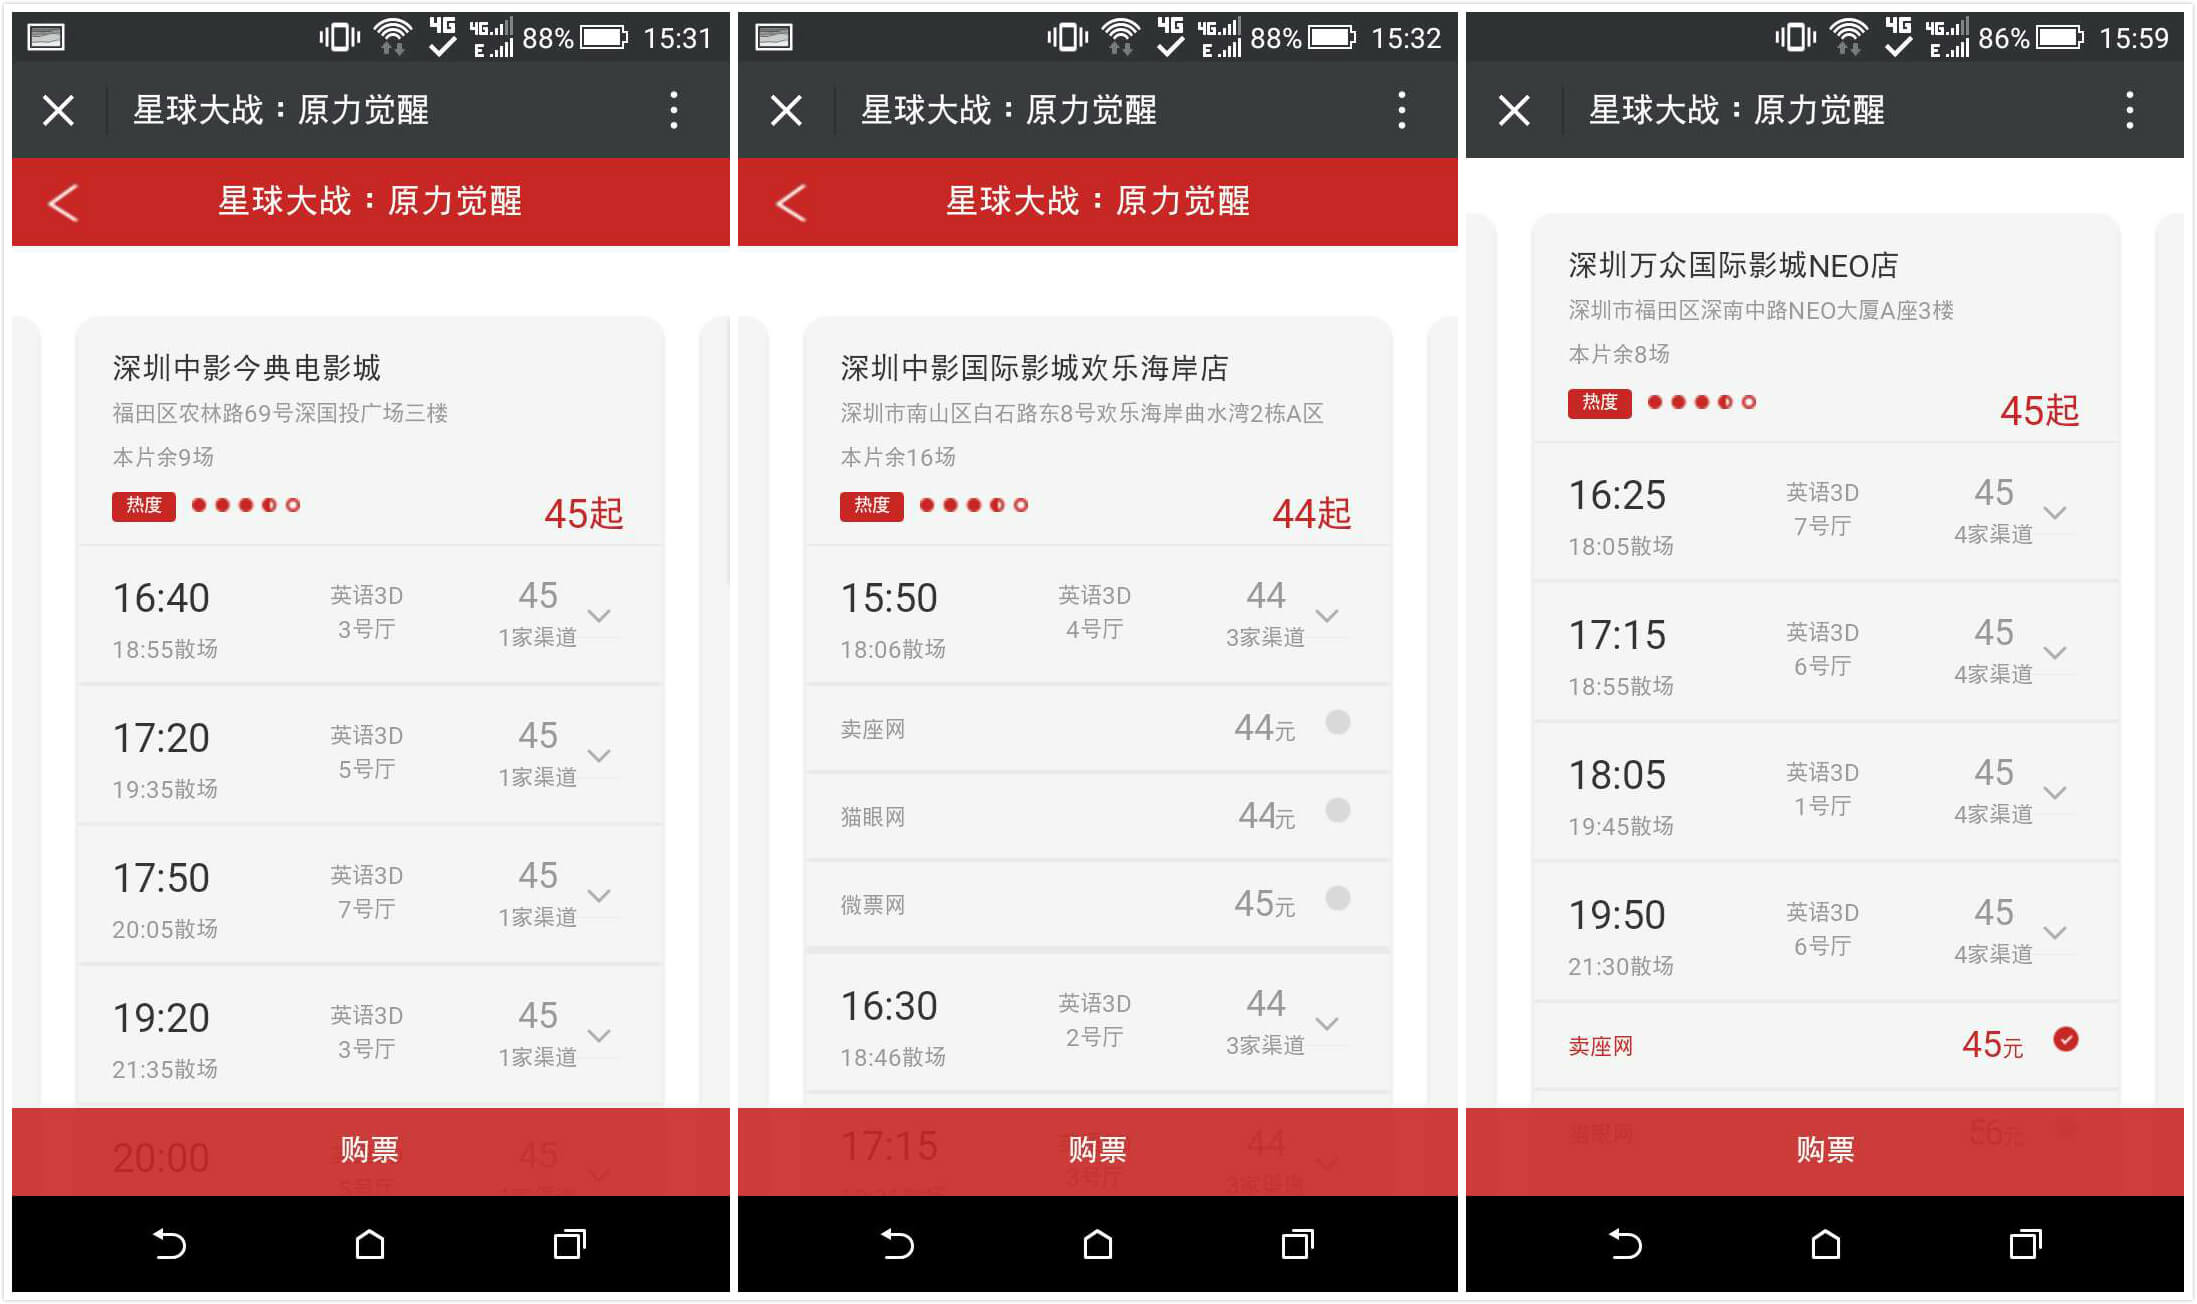 4G 4G E 88% 15:31
星球大战：原力觉醒
星球大战：原力觉醒
深圳中影今典电影城
福田区农林路69号深国投广场三楼
本片余9场
热度 45起
16:40 英语3D 45
3号厅 1家渠道
18:55散场
17:20 英语3D 45
5号厅 1家渠道
19:35散场
17:50 英语3D 45
7号厅 1家渠道
20:05散场
19:20 英语3D 45
3号厅 1家渠道
21:35散场
20:00 45
购票
5号厅
4G 4G E 88% 15:32
星球大战：原力觉醒
星球大战：原力觉醒
深圳中影国际影城欢乐海岸店
深圳市南山区白石路东8号欢乐海岸曲水湾2栋A区
本片余16场
热度 44起
15:50 英语3D 44
4号厅 3家渠道
18:06散场
卖座网 44元
猫眼网 44元
微票网 45元
16:30 英语3D 44
2号厅 3家渠道
18:46散场
17:15 44
购票
3号厅 3家渠道
4G 4G E 86% 15:59
星球大战：原力觉醒
深圳万众国际影城NEO店
深圳市福田区深南中路NEO大厦A座3楼
本片余8场
热度 45起
16:25 英语3D 45
7号厅 4家渠道
18:05散场
17:15 英语3D 45
6号厅 4家渠道
18:55散场
18:05 英语3D 45
1号厅 4家渠道
19:45散场
19:50 英语3D 45
6号厅 4家渠道
21:30散场
卖座网 45元
猫眼网 56元
购票